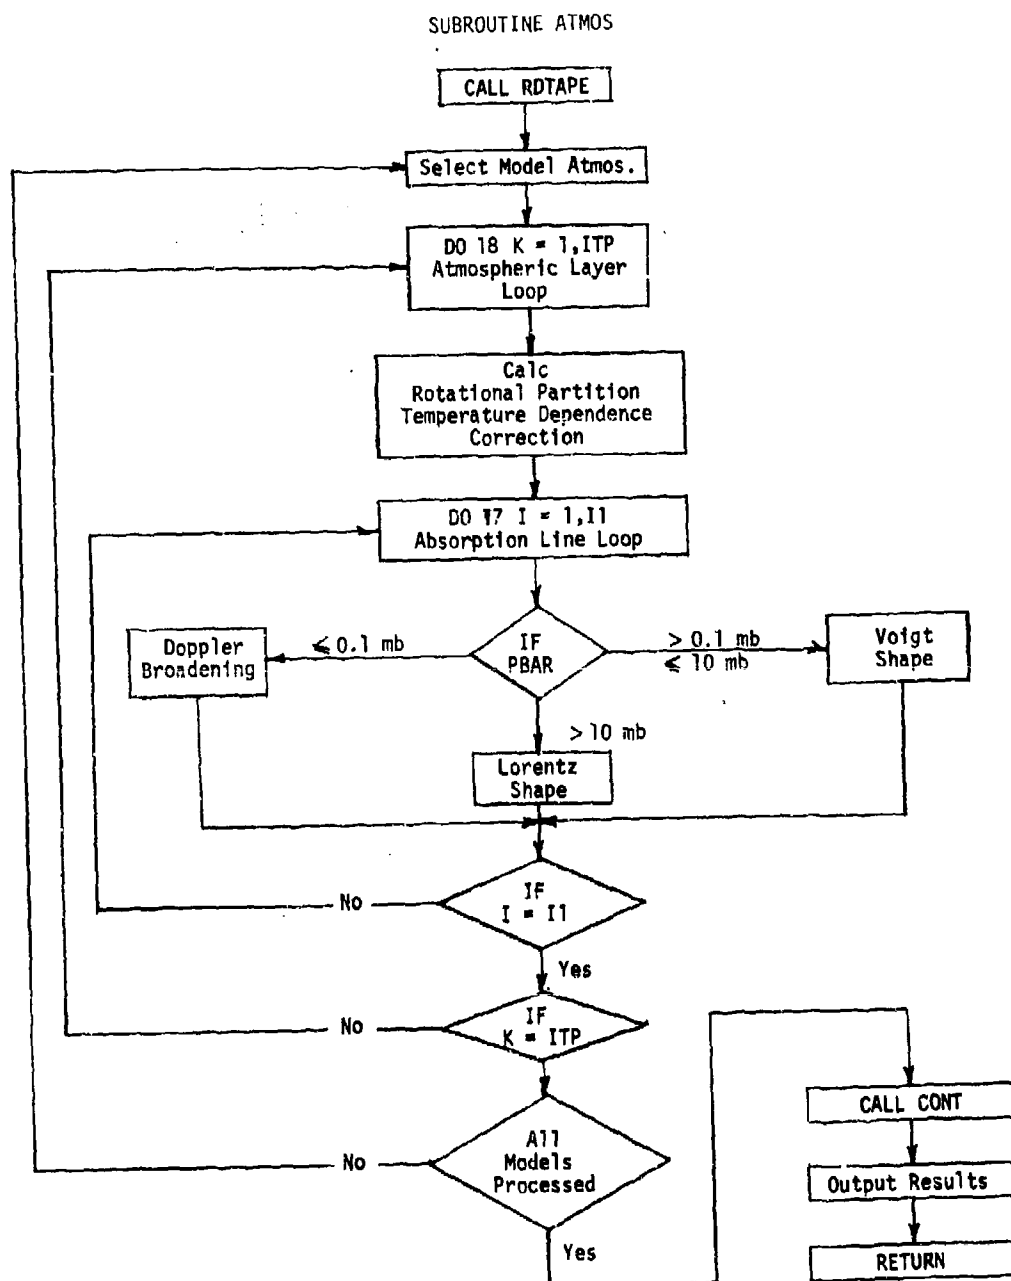 SUBROUTINE ATMOS
CALL RDTAPE
Select Model Atmos.
DO 18 K = 1,ITP
Atmospheric Layer
Loop
Calc
Rotational Partition
Temperature Dependence
Correction
DO 17 I = 1,I1
Absorption Line Loop
Doppler
Broadening
≤ 0.1 mb
IF
PBAR
> 0.1 mb
≤ 10 mb
Voigt
Shape
> 10 mb
Lorentz
Shape
No
IF
I = I1
Yes
No
IF
K = ITP
No
All
Models
Processed
Yes
CALL CONT
Output Results
RETURN